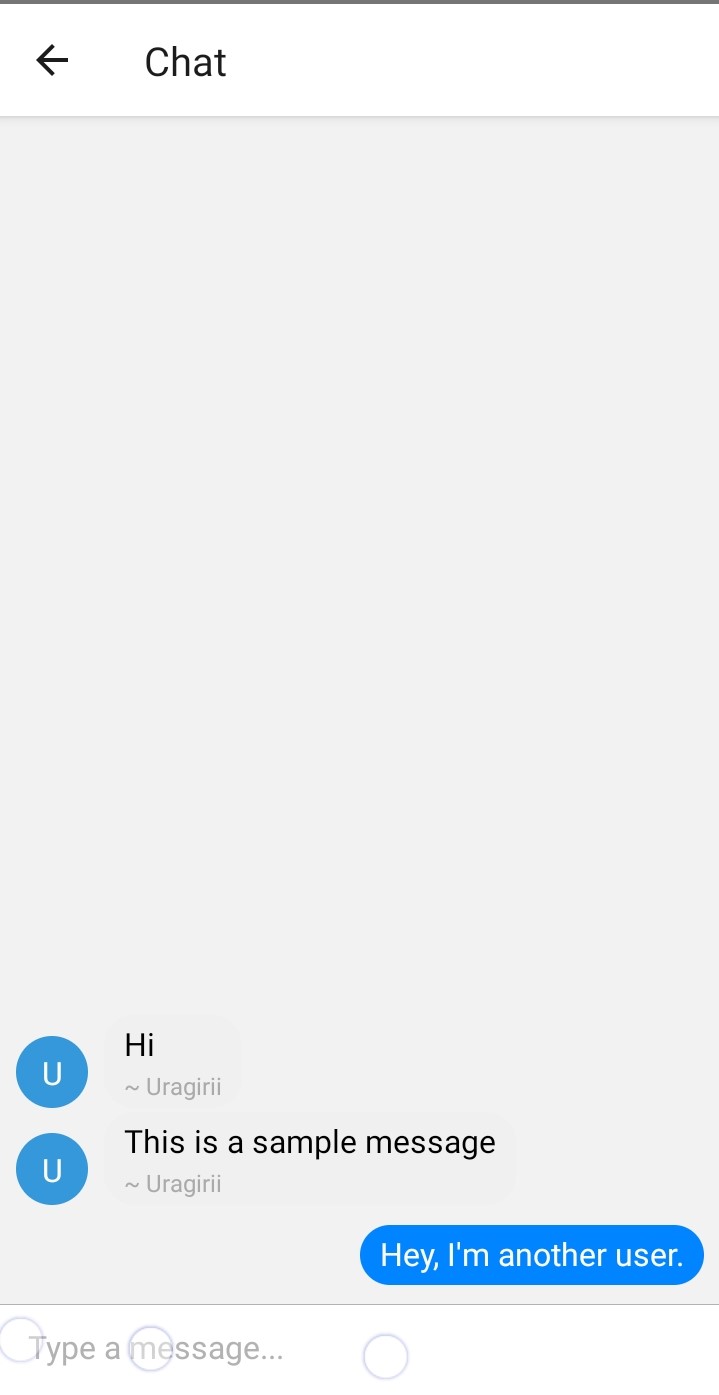 Chat
Hi
U
~ Uragirii
This is a sample message
U
~ Uragirii
Hey, I'm another user.
Type a message...